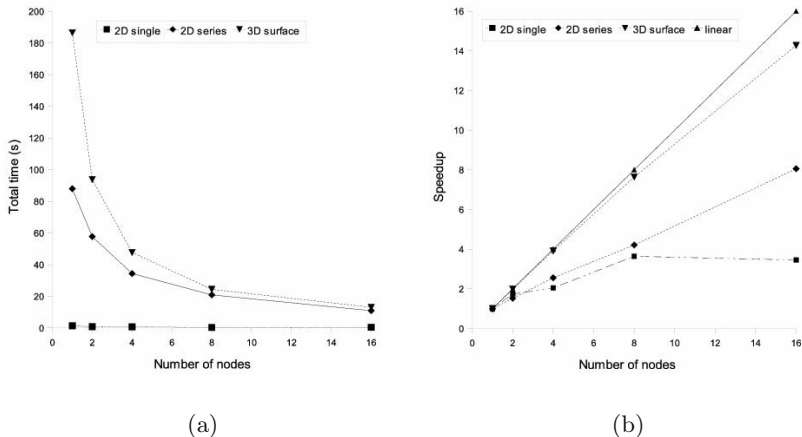 2D single 2D series 3D surface
200
180
160
140
120
100
80
60
40
20
0
Total time (s)
0 2 4 6 8 10 12 14 16
Number of nodes
(a)
2D single 2D series 3D surface linear
16
14
12
10
8
6
4
2
0
Speedup
0 2 4 6 8 10 12 14 16
Number of nodes
(b)